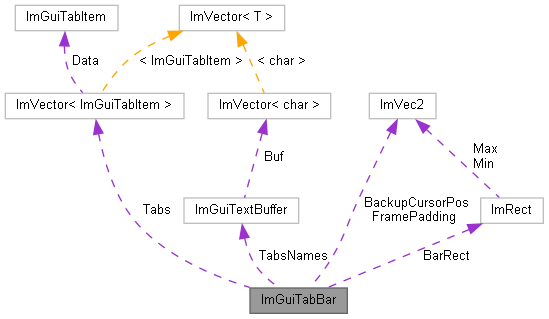 ImGuiTabItem
ImVector< T >
Data
< ImGuiTabItem >
< char >
ImVector< ImGuiTabItem >
ImVector< char >
ImVec2
Buf
Max
Min
Tabs
ImGuiTextBuffer
BackupCursorPos
FramePadding
ImRect
TabsNames
BarRect
ImGuiTabBar